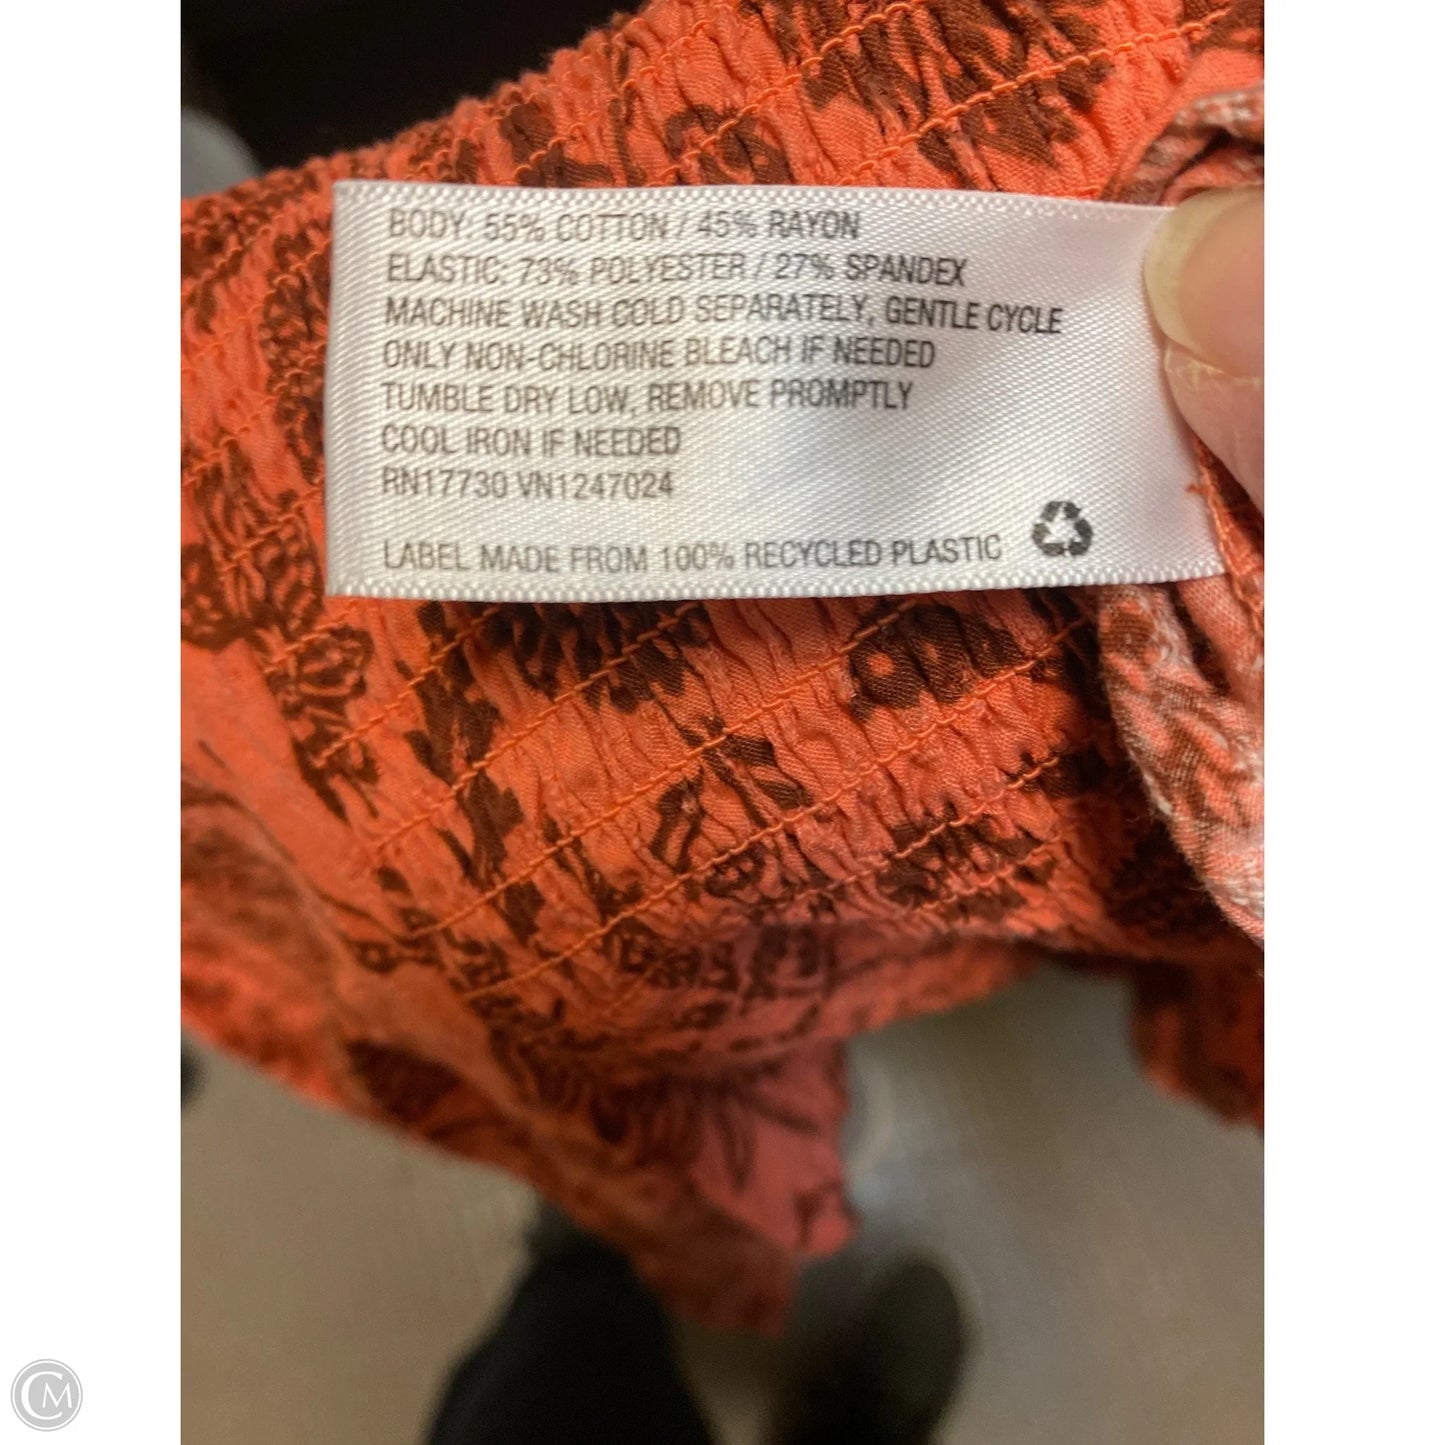 BODY: 55% COTTON / 45% RAYON
ELASTIC: 73% POLYESTER / 27% SPANDEX
MACHINE WASH COLD SEPARATELY, GENTLE CYCLE
ONLY NON-CHLORINE BLEACH IF NEEDED
TUMBLE DRY LOW, REMOVE PROMPTLY
COOL IRON IF NEEDED
RN17730 VN1247024
LABEL MADE FROM 100% RECYCLED PLASTIC
CM